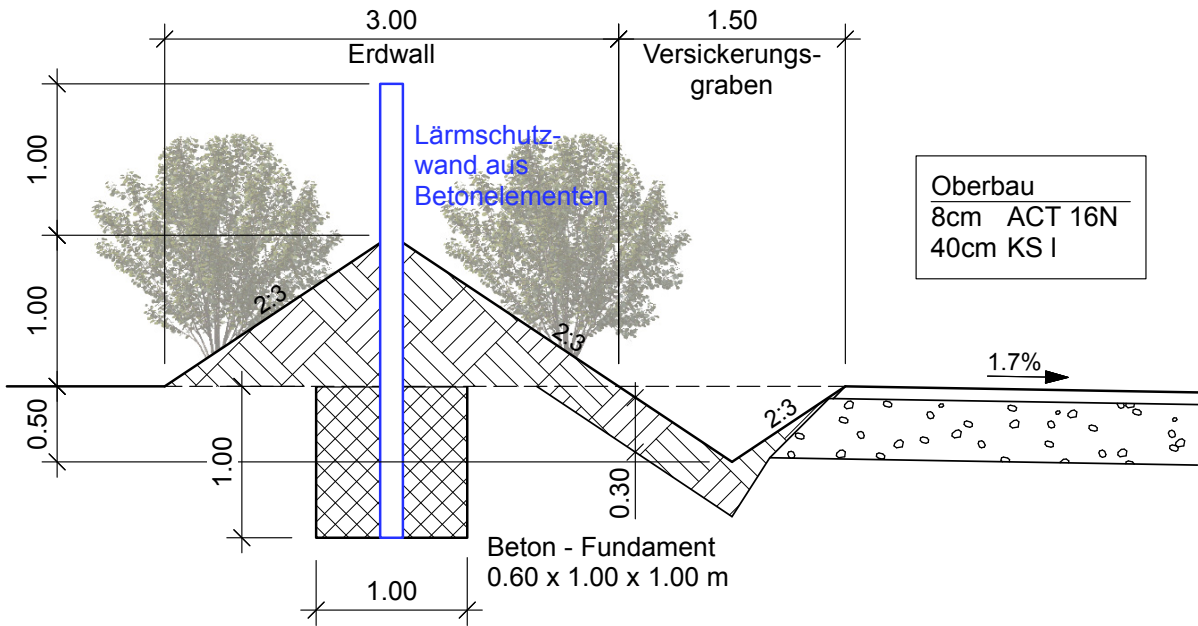 3.00
1.50
Erdwall
Versickerungs-
graben
1.00
Lärmschutz-
wand aus
Betonelementen
Oberbau
8cm ACT 16N
40cm KS I
1.00
2:3
2:3
1.7%
0.50
1.00
2:3
0.30
Beton - Fundament
0.60 x 1.00 x 1.00 m
1.00